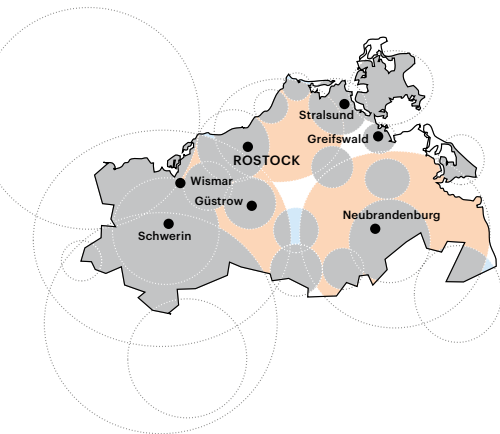 Stralsund
Greifswald
ROSTOCK
Wismar
Güstrow
Neubrandenburg
Schwerin